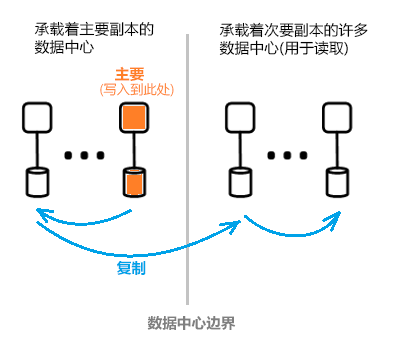 承载着主要副本的
数据中心
承载着次要副本的许多
数据中心(用于读取)
主要
(写入到此处)
复制
数据中心边界